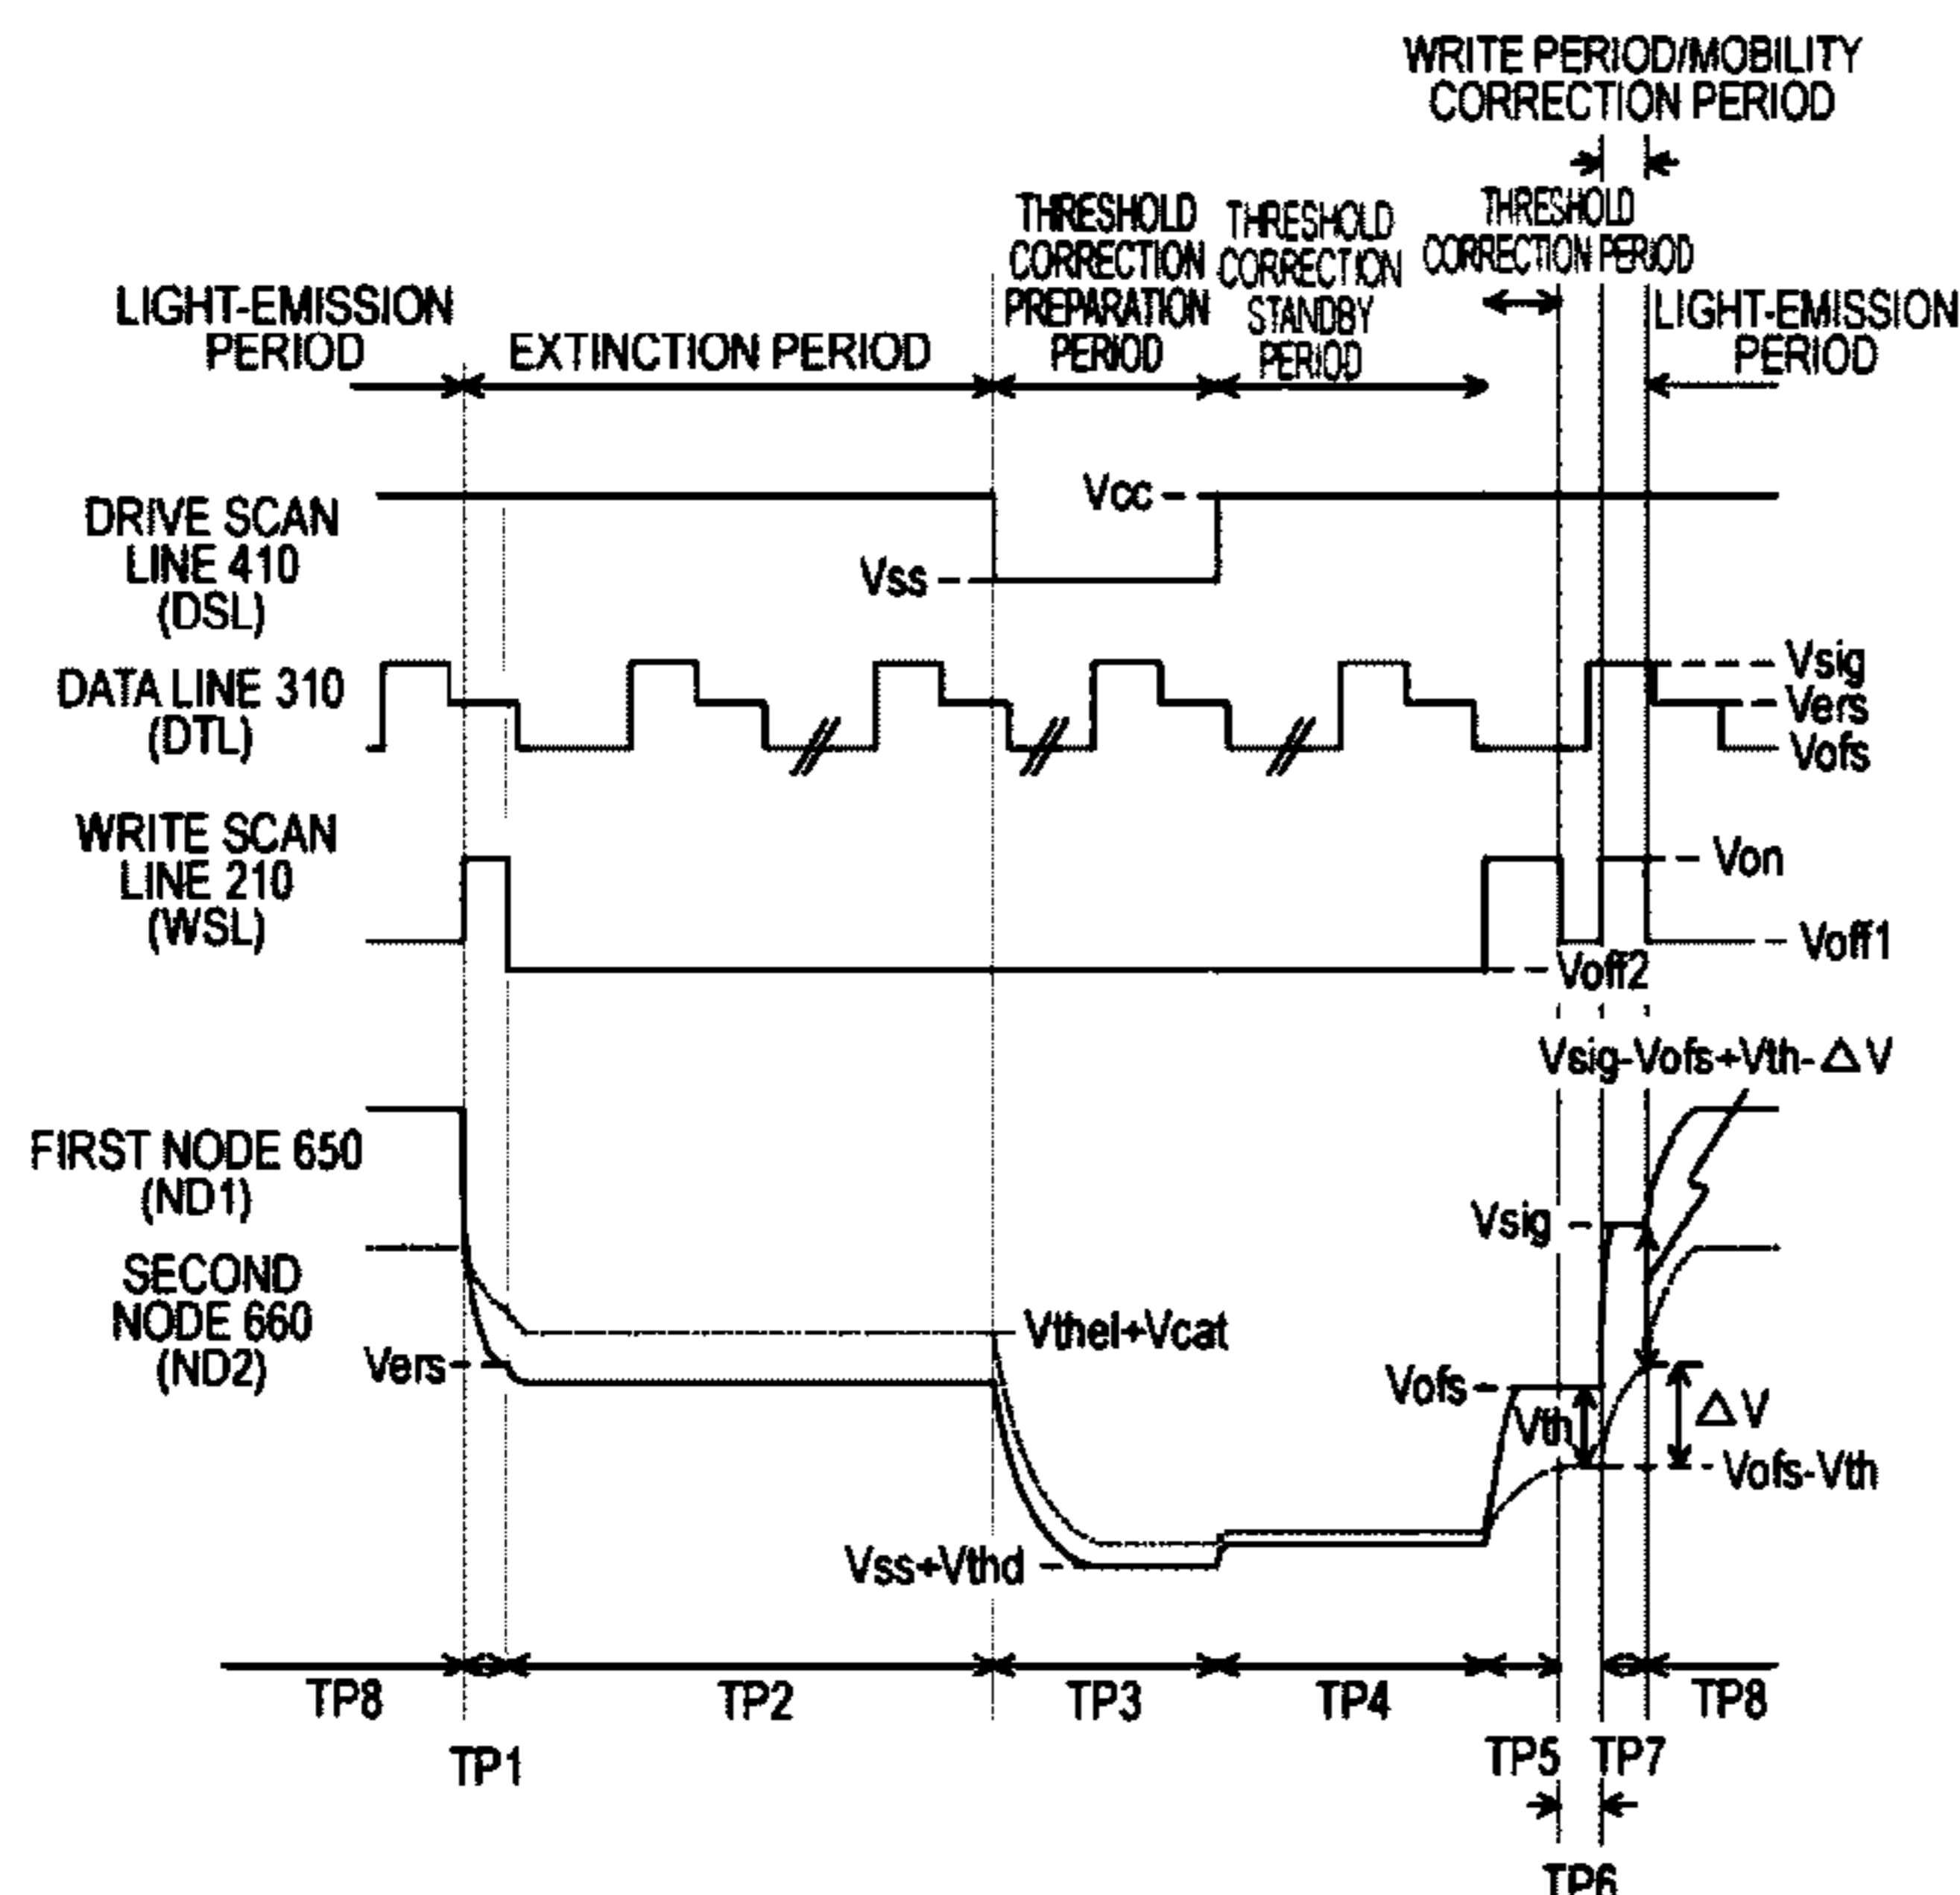 WRITE PERIOD/MOBILITY
CORRECTION PERIOD
THRESHOLD
CORRECTION
PREPARATION
PERIOD
THRESHOLD
CORRECTION
STANDBY
PERIOD
THRESHOLD
CORRECTION PERIOD
LIGHT-EMISSION
PERIOD
EXTINCTION PERIOD
LIGHT-EMISSION
PERIOD
DRIVE SCAN
LINE 410
(DSL)
Vcc
Vss
DATA LINE 310
(DTL)
Vsig
Vers
Vofs
WRITE SCAN
LINE 210
(WSL)
Von
Voff1
Voff2
Vsig-Vofs+Vth-△V
FIRST NODE 650
(ND1)
SECOND
NODE 660
(ND2)
Vers
Vthel+Vcat
Vsig
Vofs
Vth
△V
Vofs-Vth
Vss+Vthd
TP8
TP2
TP3
TP4
TP8
TP1
TP5
TP7
TP6